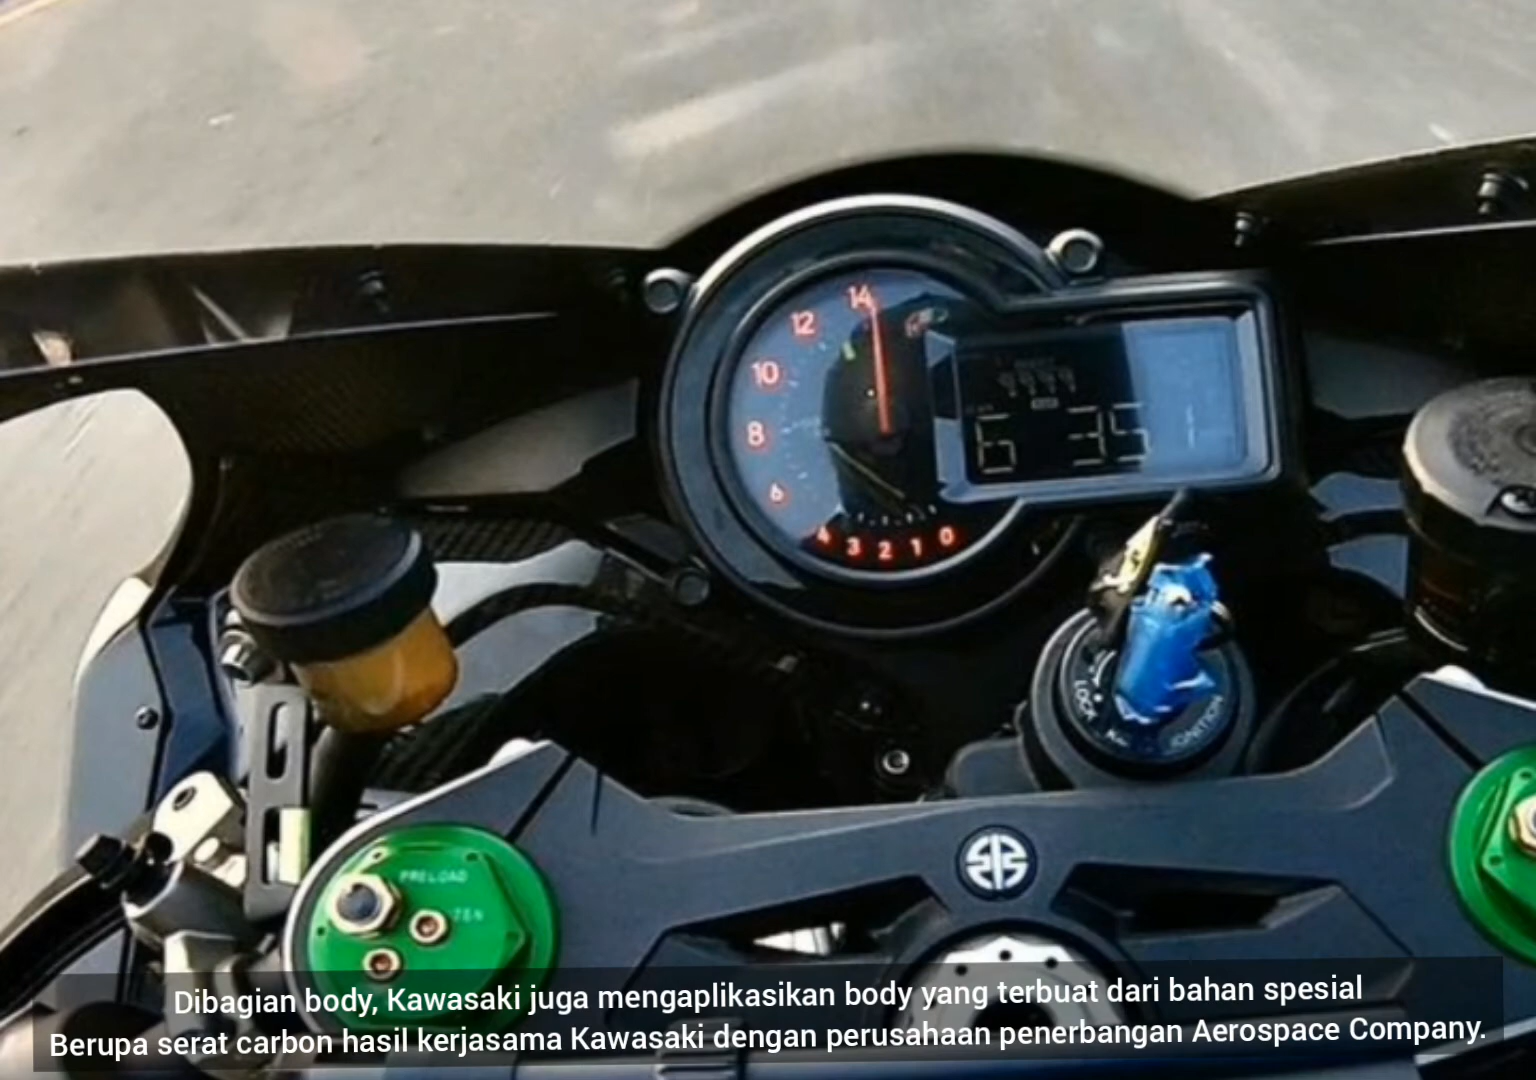 14
12
10
8
6
4 3 2 1 0
6 35
LOCK
IGNITION
PRELOAD
Dibagian body, Kawasaki juga mengaplikasikan body yang terbuat dari bahan spesial
Berupa serat carbon hasil kerjasama Kawasaki dengan perusahaan penerbangan Aerospace Company.